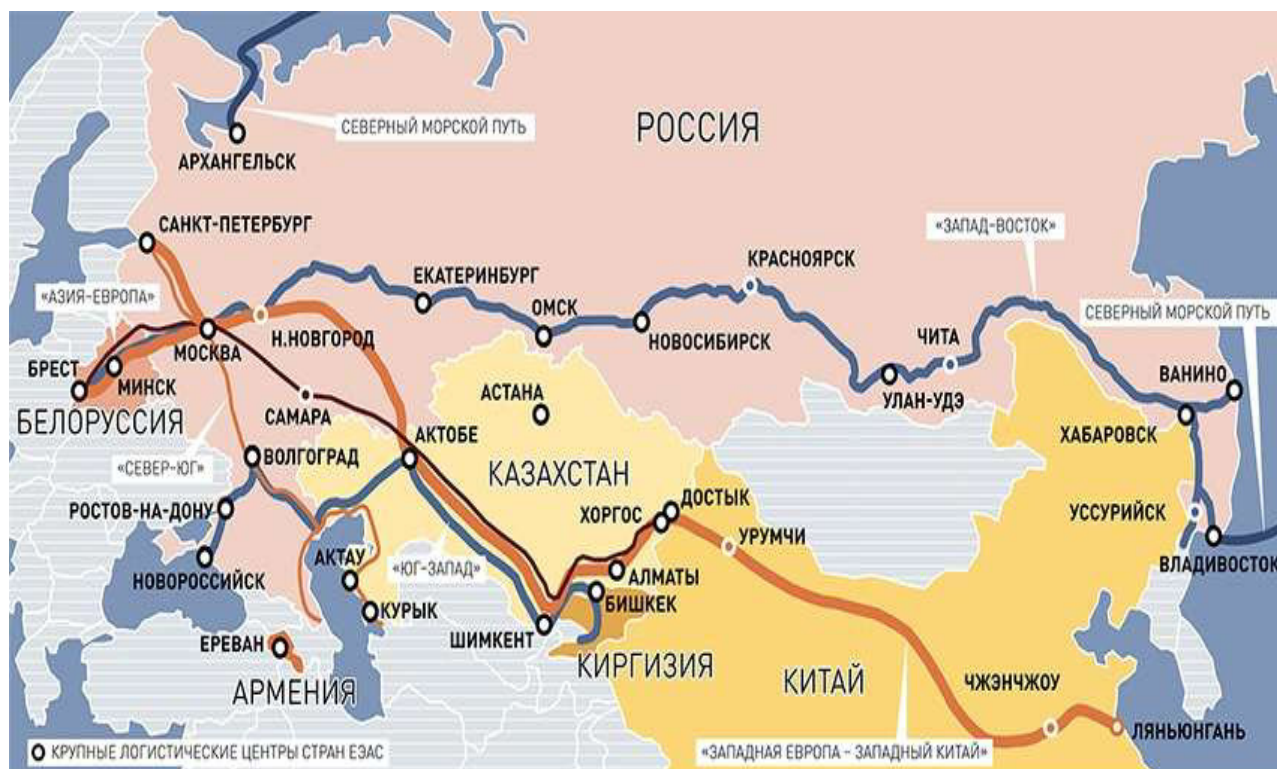 СЕВЕРНЫЙ МОРСКОЙ ПУТЬ
РОССИЯ
АРХАНГЕЛЬСК
САНКТ-ПЕТЕРБУРГ
«ЗАПАД-ВОСТОК»
КРАСНОЯРСК
ЕКАТЕРИНБУРГ
«АЗИЯ-ЕВРОПА»
ОМСК
СЕВЕРНЫЙ МОРСКОЙ ПУТЬ
Н.НОВГОРОД
НОВОСИБИРСК
ЧИТА
МОСКВА
БРЕСТ
МИНСК
ВАНИНО
АСТАНА
УЛАН-УДЭ
БЕЛОРУССИЯ
САМАРА
АКТОБЕ
ХАБАРОВСК
«СЕВЕР-ЮГ»
ВОЛГОГРАД
КАЗАХСТАН
ДОСТЫК
РОСТОВ-НА-ДОНУ
ХОРГОС
УССУРИЙСК
УРУМЧИ
АКТАУ
«ЮГ-ЗАПАД»
ВЛАДИВОСТОК
НОВОРОССИЙСК
АЛМАТЫ
БИШКЕК
КУРЫК
ШИМКЕНТ
ЕРЕВАН
КИРГИЗИЯ
КИТАЙ
АРМЕНИЯ
ЧЖЭНЧЖОУ
ЛЯНЬЮНГАНЬ
КРУПНЫЕ ЛОГИСТИЧЕСКИЕ ЦЕНТРЫ СТРАН ЕЭАС
«ЗАПАДНАЯ ЕВРОПА - ЗАПАДНЫЙ КИТАЙ»